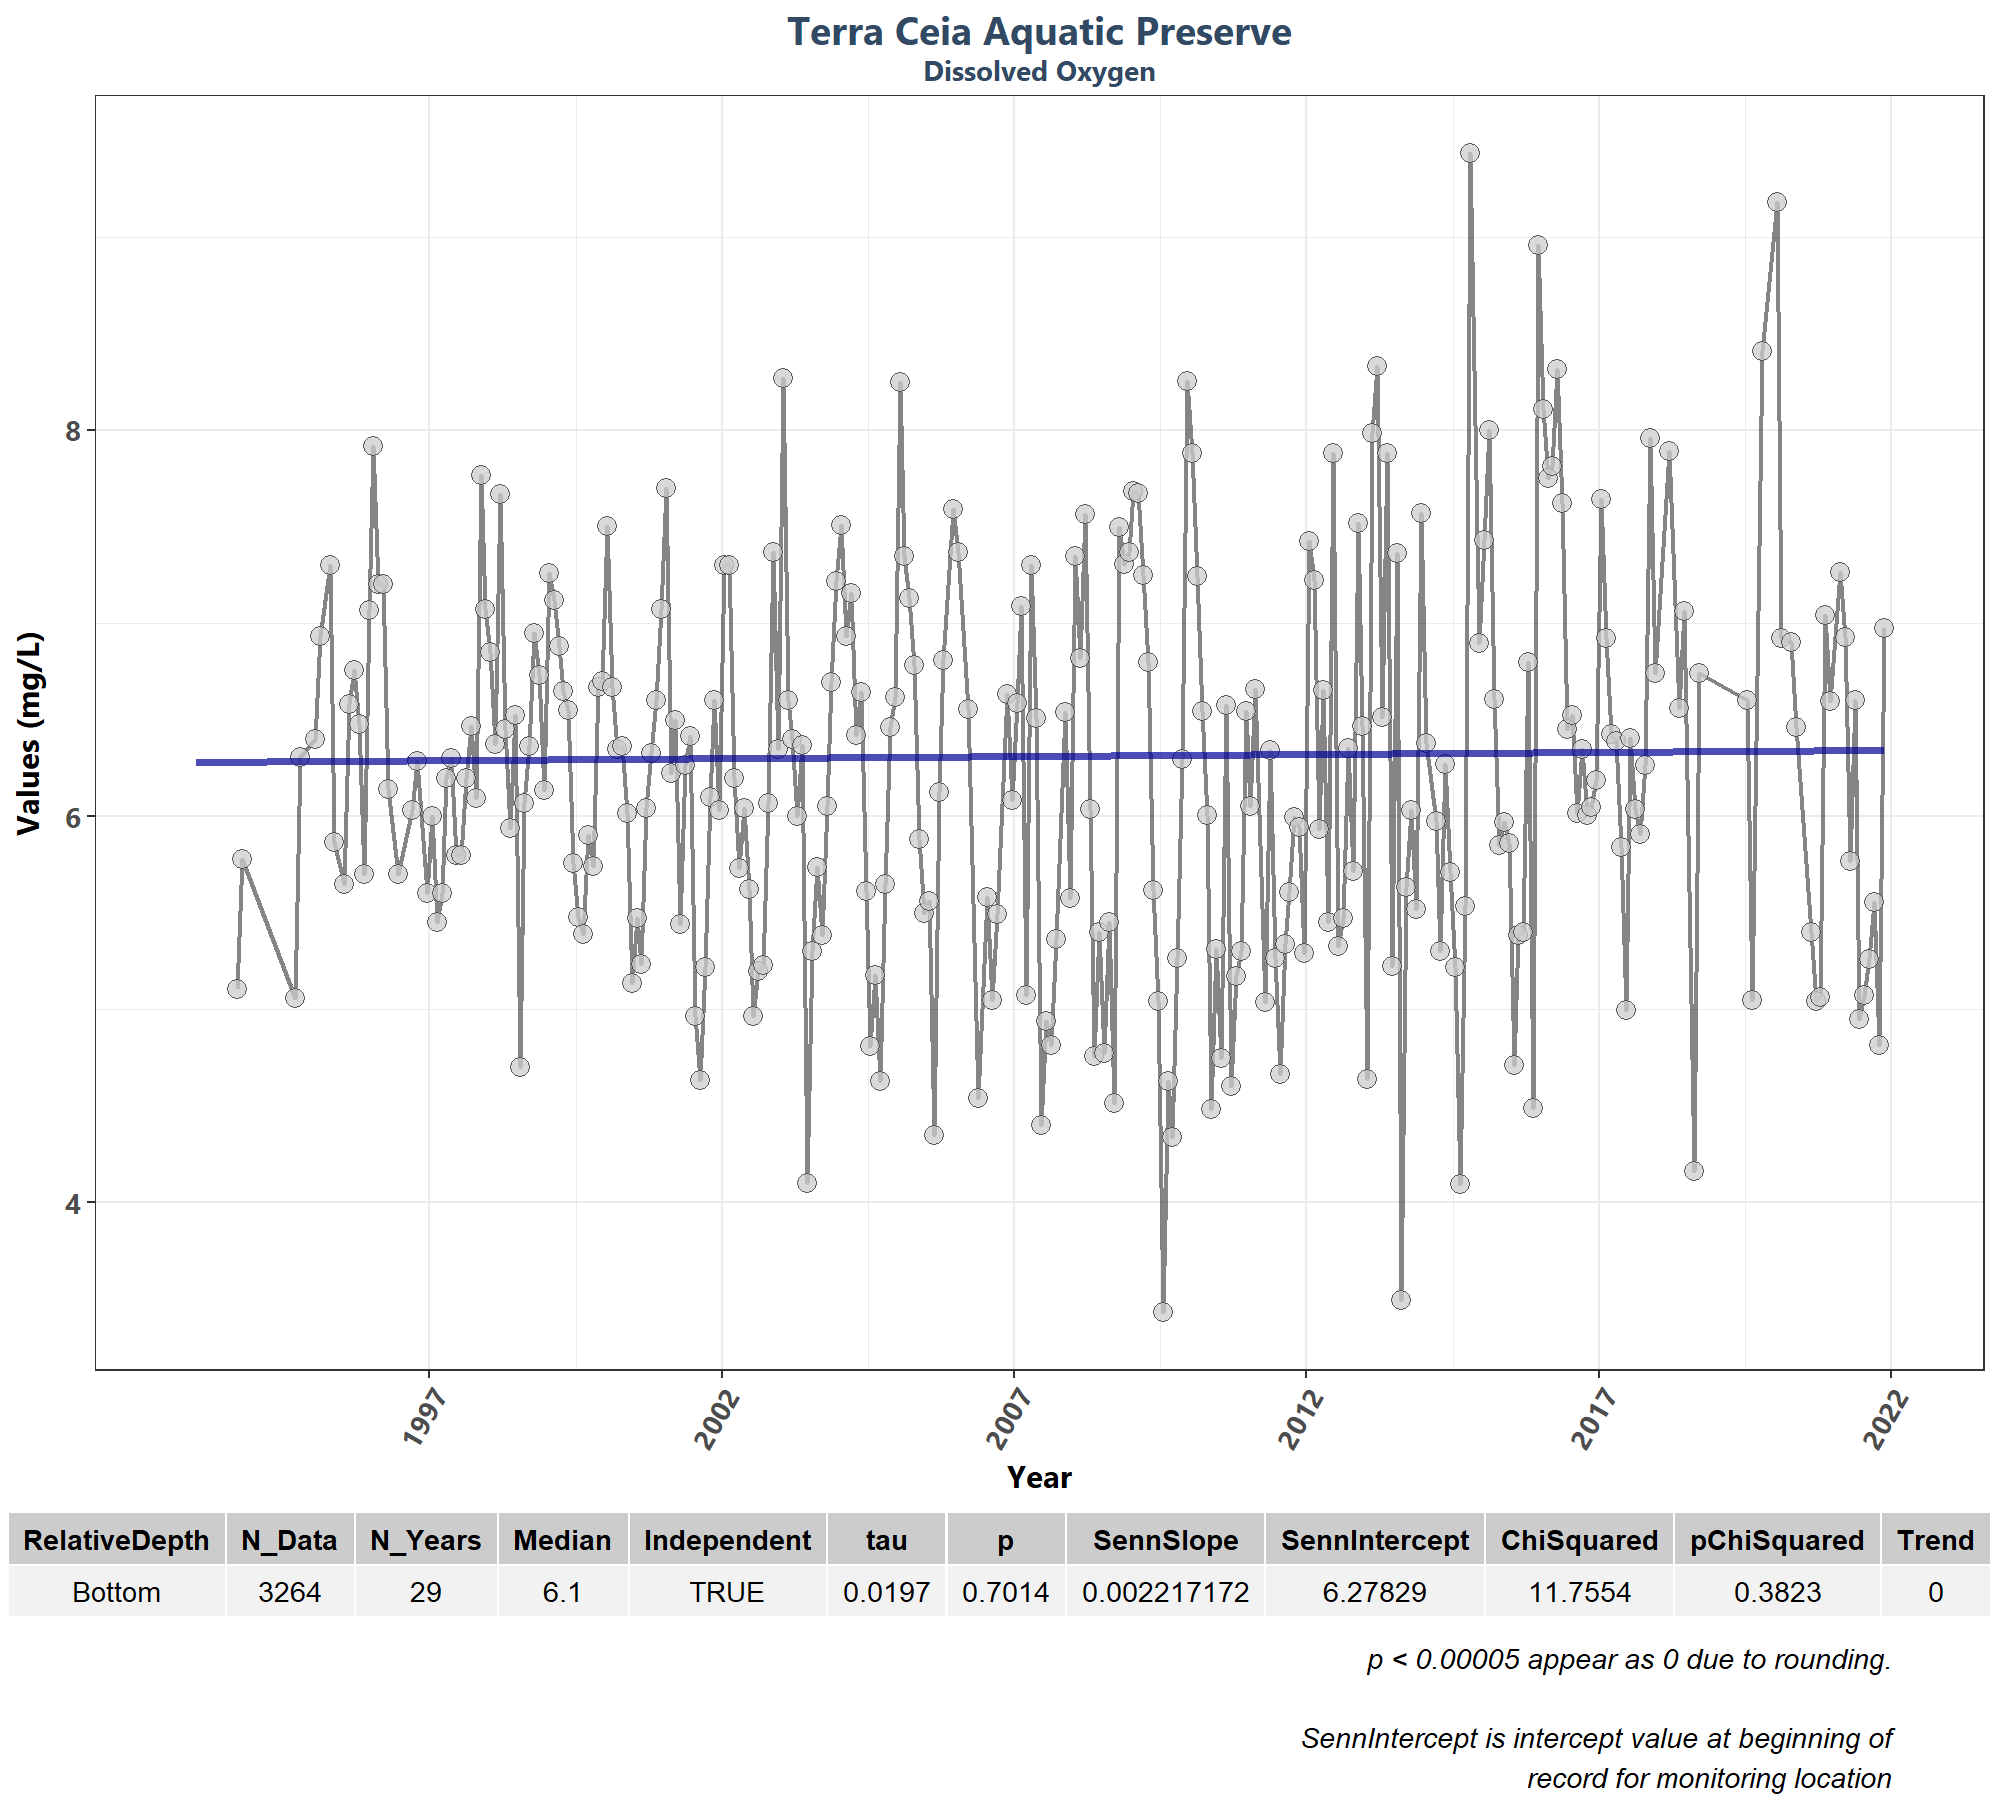 Terra Ceia Aquatic Preserve
Dissolved Oxygen
Values (mg/L)
8
6
4
1997 2002 2007 2012 2017 2022
Year
RelativeDepth N_Data N_Years Median Independent tau p SennSlope SennIntercept ChiSquared pChiSquared Trend
Bottom 3264 29 6.1 TRUE 0.0197 0.7014 0.002217172 6.27829 11.7554 0.3823 0
p < 0.00005 appear as 0 due to rounding.
SennIntercept is intercept value at beginning of
record for monitoring location